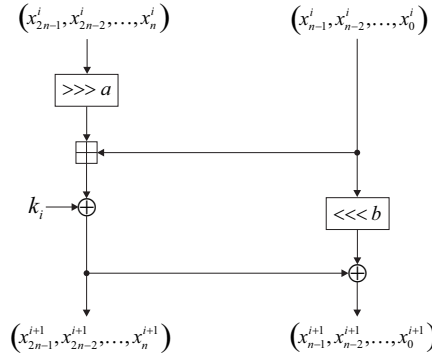 (x^i_{2n-1}, x^i_{2n-2}, ..., x^i_n) (x^i_{n-1}, x^i_{n-2}, ..., x^i_0)
>>> a
k_i
<<< b
(x^{i+1}_{2n-1}, x^{i+1}_{2n-2}, ..., x^{i+1}_n) (x^{i+1}_{n-1}, x^{i+1}_{n-2}, ..., x^{i+1}_0)